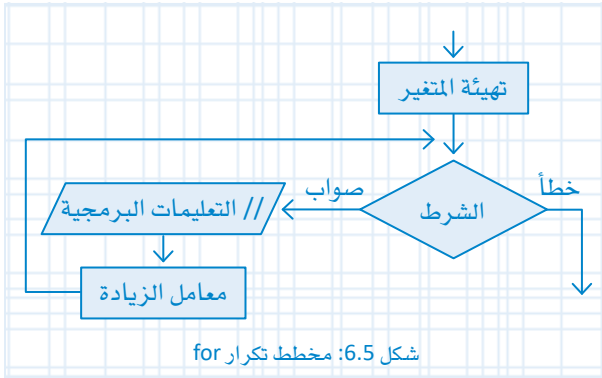 تهيئة المتغير
الشرط
خطأ
صواب
// التعليمات البرمجية
معامل الزيادة
شكل 6.5: مخطط تكرار for